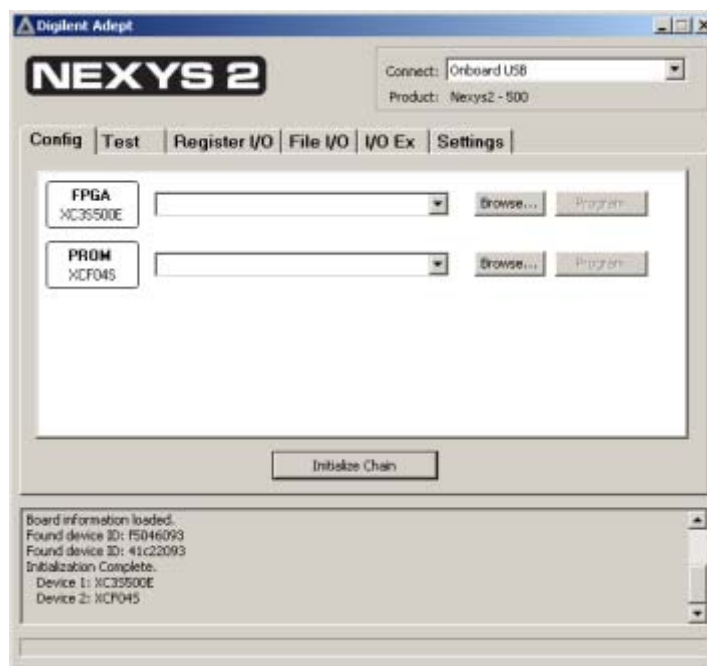 Digilent Adept
NEXYS 2
Connect: Onboard USB
Product: Nexys2 - 500
Config Test Register I/O File I/O I/O Ex Settings
FPGA
XC3S500E
Browse... Program
PROM
XCF04S
Browse... Program
Initialize Chain
Board information loaded.
Found device ID: f5046093
Found device ID: 41c22093
Initialization Complete.
Device 1: XC3S500E
Device 2: XCF04S